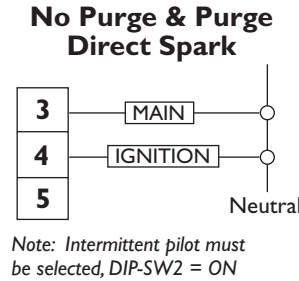 No Purge & Purge
Direct Spark
3
MAIN
4
IGNITION
5
Neutral
Note: Intermittent pilot must
be selected, DIP-SW2 = ON